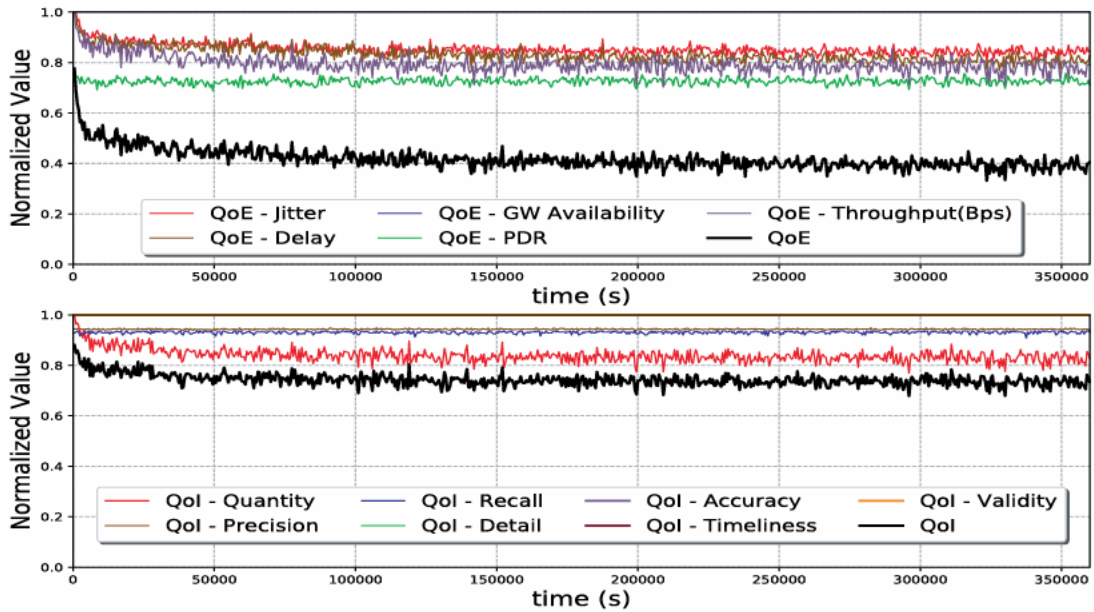 Normalized Value
1.0
0.8
0.6
0.4
0.2
0.0
QoE - Jitter QoE - GW Availability QoE - Throughput(Bps)
QoE - Delay QoE - PDR QoE
0 50000 100000 150000 200000 250000 300000 350000
time (s)
Normalized Value
1.0
0.8
0.6
0.4
0.2
0.0
QoI - Quantity QoI - Recall QoI - Accuracy QoI - Validity
QoI - Precision QoI - Detail QoI - Timeliness QoI
0 50000 100000 150000 200000 250000 300000 350000
time (s)